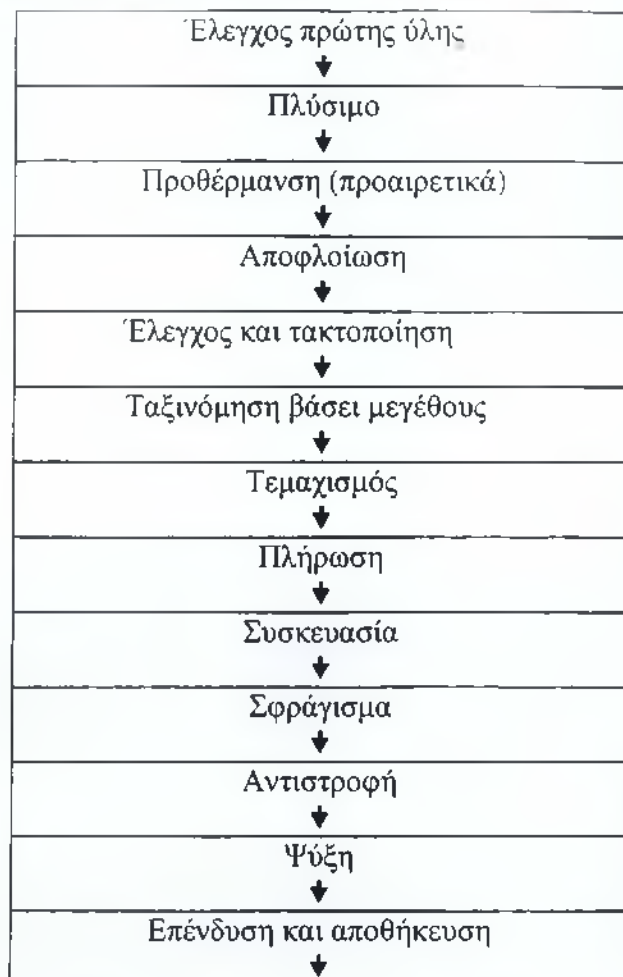 Έλεγχος πρώτης ύλης
Πλύσιμο
Προθέρμανση (προαιρετικά)
Αποφλοίωση
Έλεγχος και τακτοποίηση
Ταξινόμηση βάσει μεγέθους
Τεμαχισμός
Πλήρωση
Συσκευασία
Σφράγισμα
Αντιστροφή
Ψύξη
Επένδυση και αποθήκευση